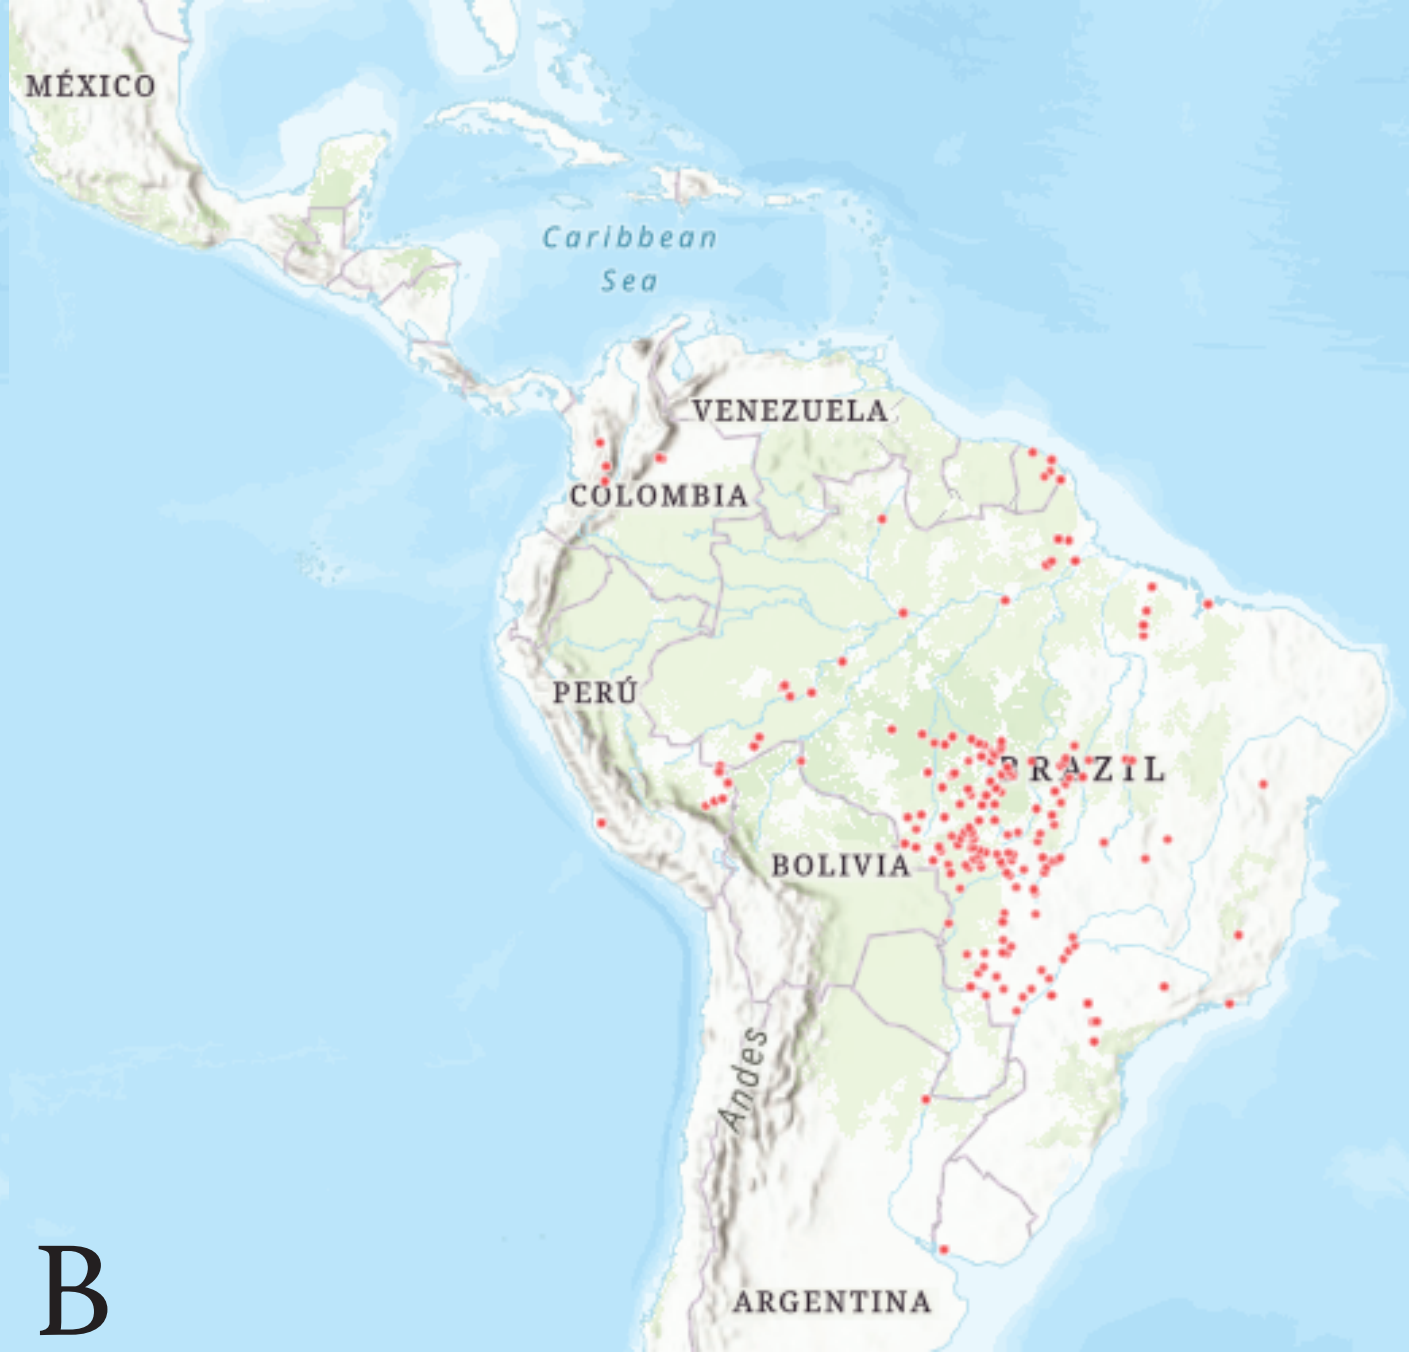 MÉXICO
Caribbean
Sea
VENEZUELA
COLOMBIA
PERÚ
BRAZIL
BOLIVIA
Andes
B
ARGENTINA